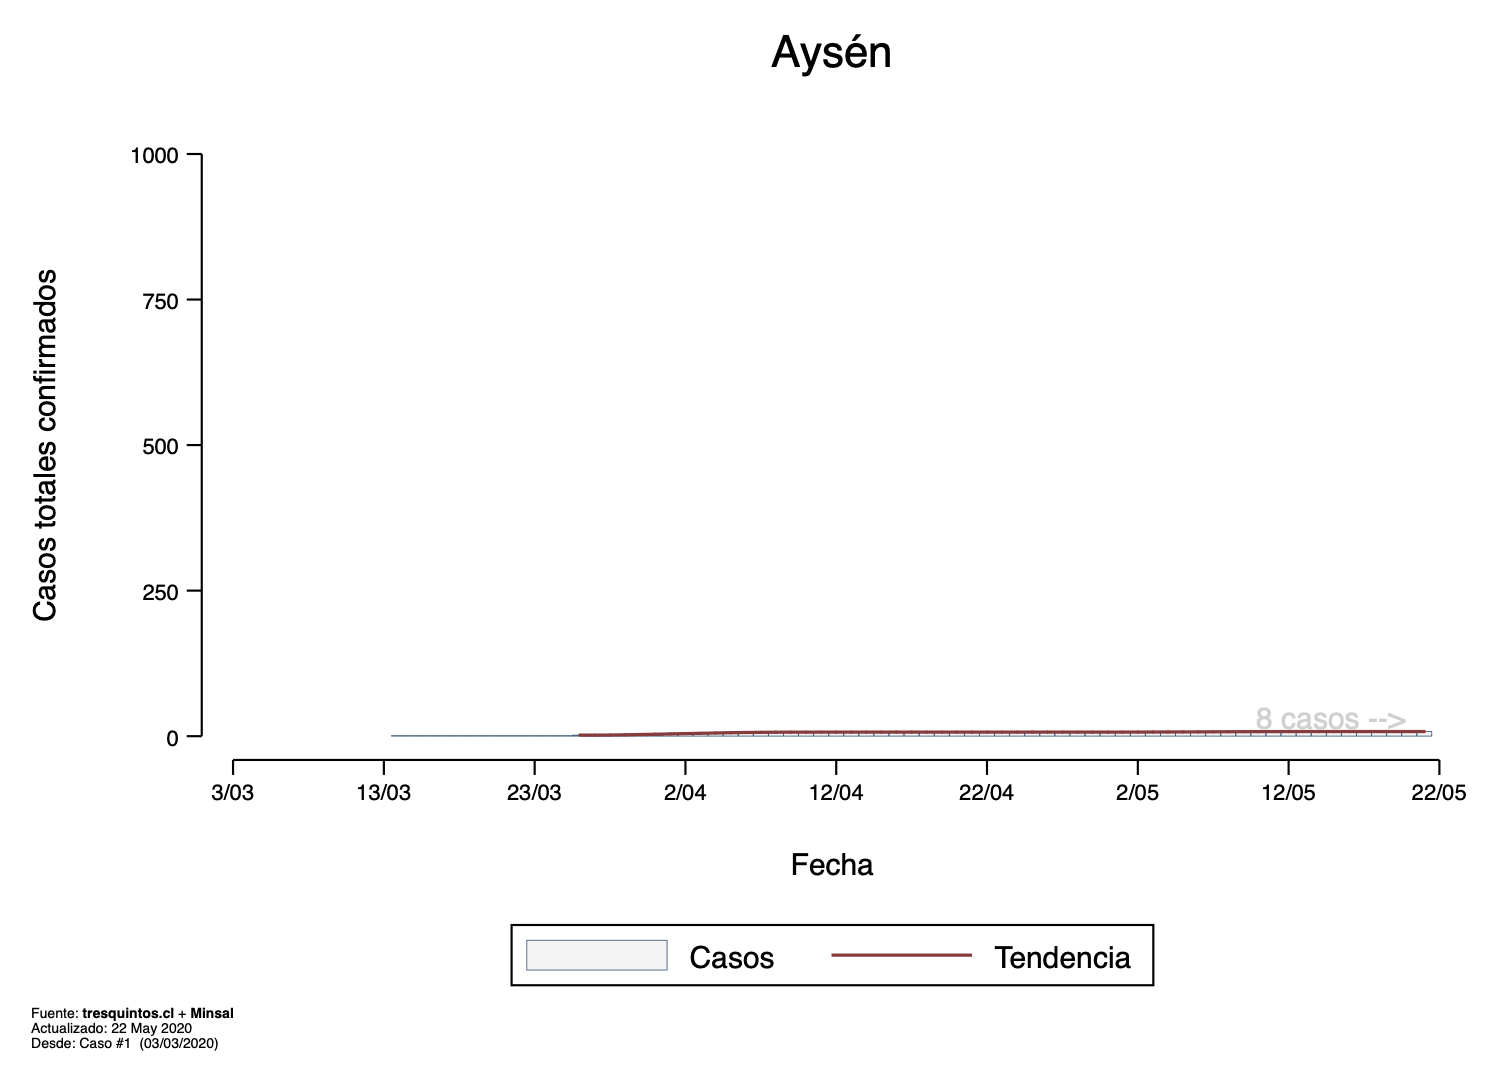 Aysén
Casos totales confirmados
1000
750
500
250
0
8 casos -->
3/03 13/03 23/03 2/04 12/04 22/04 2/05 12/05 22/05
Fecha
Casos Tendencia
Fuente: tresquintos.cl + Minsal
Actualizado: 22 May 2020
Desde: Caso #1 (03/03/2020)